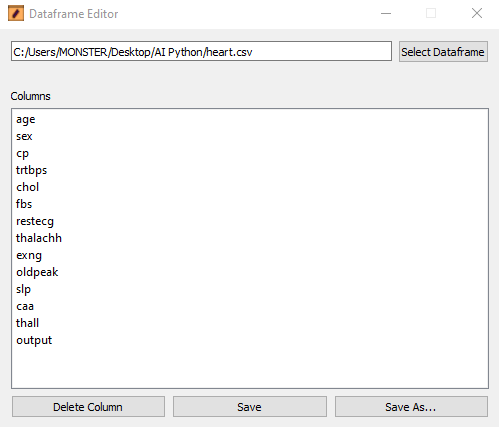 Dataframe Editor
C:/Users/MONSTER/Desktop/AI Python/heart.csv Select Dataframe
Columns
age
sex
cp
trtbps
chol
fbs
restecg
thalachh
exng
oldpeak
slp
caa
thall
output
Delete Column Save Save As...